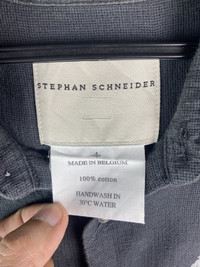 STEPHAN SCHNEIDER
-4-
MADE IN BELGIUM
100% cotton
HANDWASH IN
30°C WATER